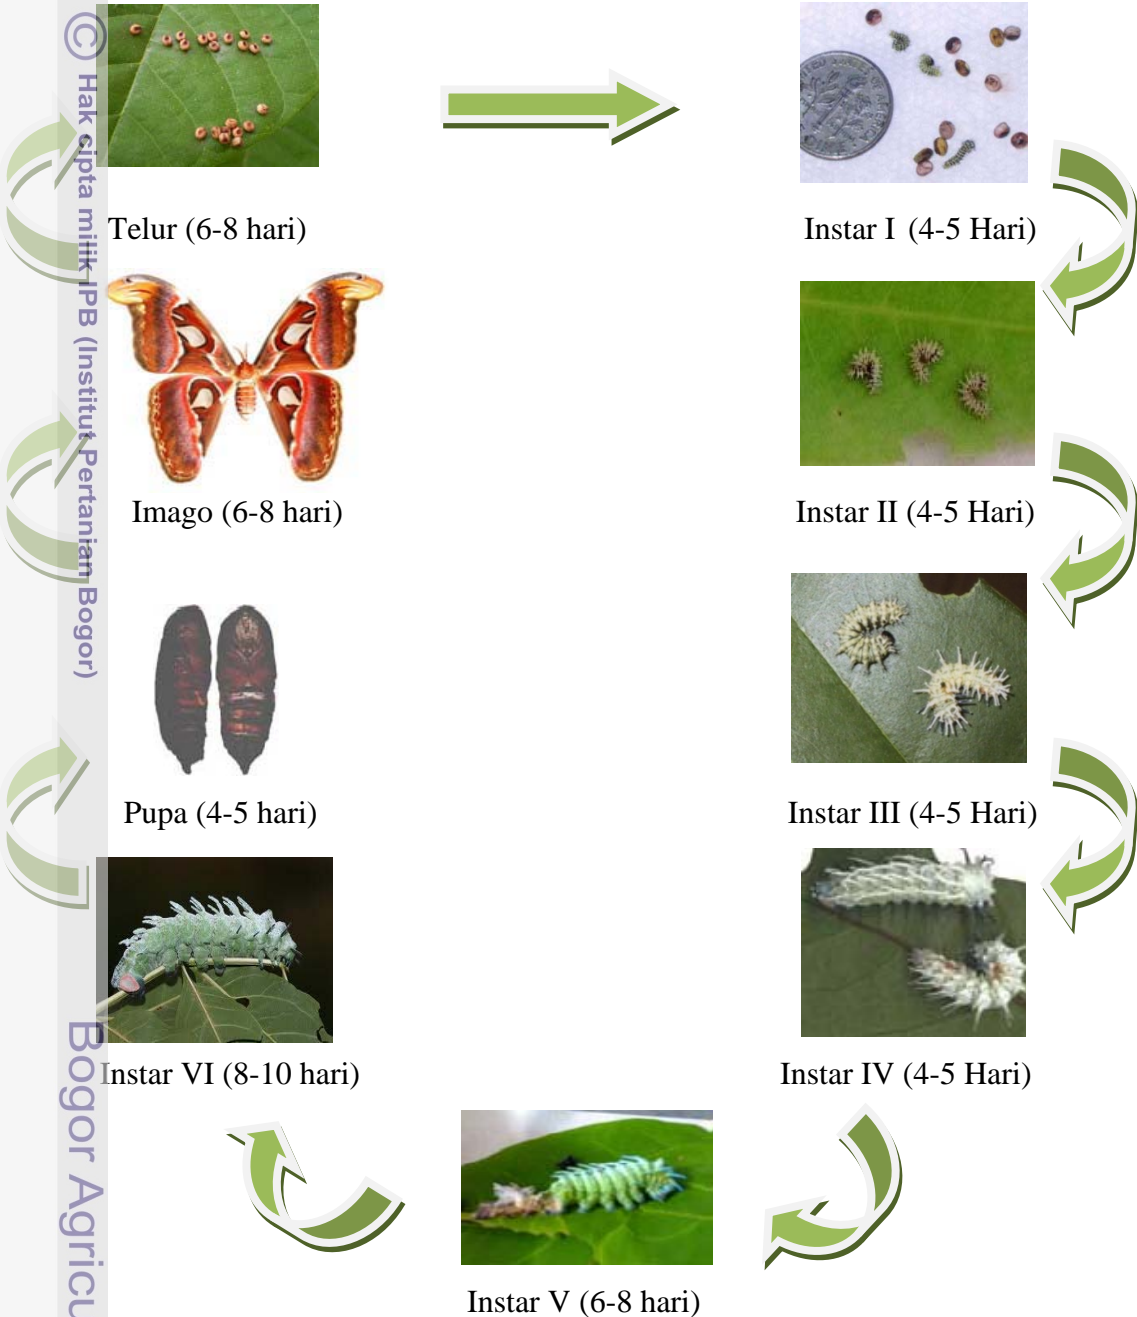 © Hak cipta milik IPB (Institut Pertanian Bogor)
Bogor Agricu
Telur (6-8 hari)
Instar I (4-5 Hari)
Imago (6-8 hari)
Instar II (4-5 Hari)
Pupa (4-5 hari)
Instar III (4-5 Hari)
Instar VI (8-10 hari)
Instar IV (4-5 Hari)
Instar V (6-8 hari)